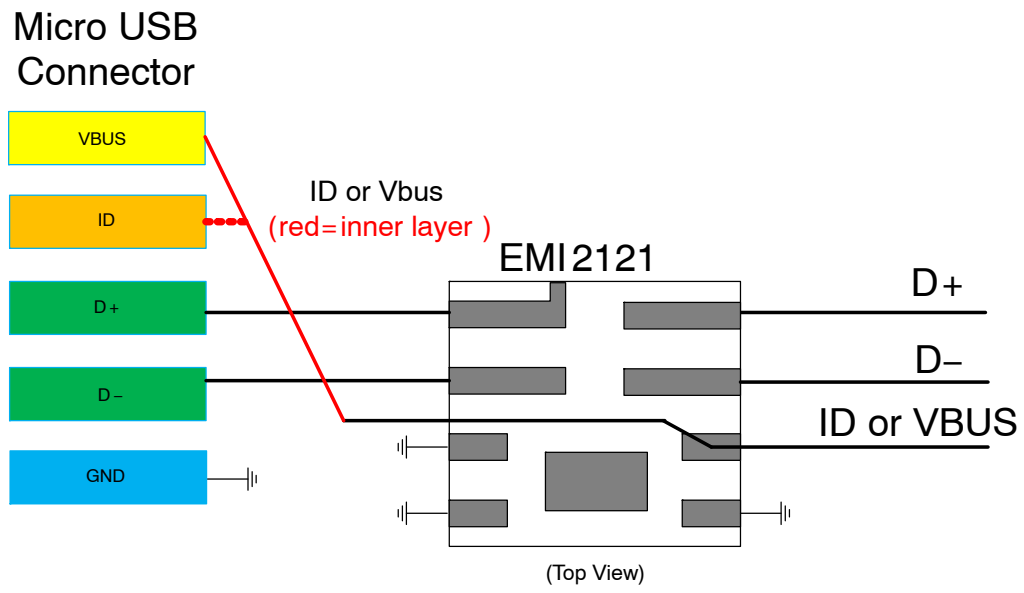 Micro USB
Connector
VBUS
ID
D+
D−
GND
ID or Vbus
(red=inner layer )
EMI2121
D+
D−
ID or VBUS
(Top View)